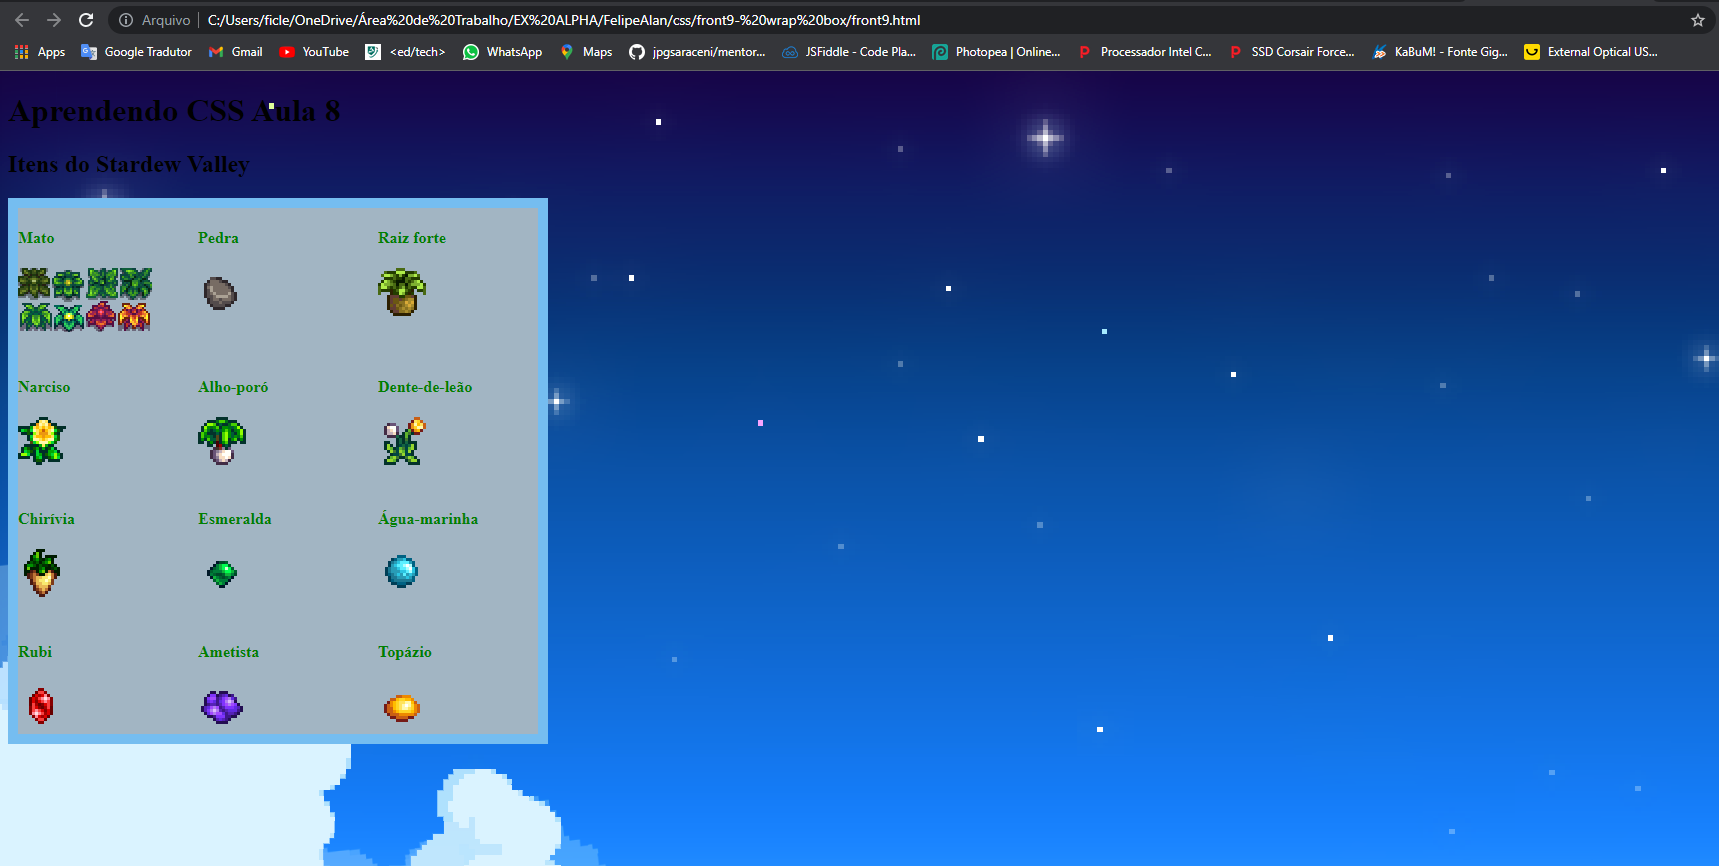 Arquivo C:/Users/ficle/OneDrive/Área%20de%20Trabalho/EX%20ALPHA/FelipeAlan/css/front9-%20wrap%20box/front9.html
Apps Google Tradutor Gmail YouTube <ed/tech> WhatsApp Maps jpgsaraceni/mentor... JSFiddle - Code Pla... Photopea | Online... Processador Intel C... SSD Corsair Force... KaBuM! - Fonte Gig... External Optical US...
Aprendendo CSS Aula 8
Itens do Stardew Valley
Mato Pedra Raiz forte
Narciso Alho-poró Dente-de-leão
Chirívia Esmeralda Água-marinha
Rubi Ametista Topázio